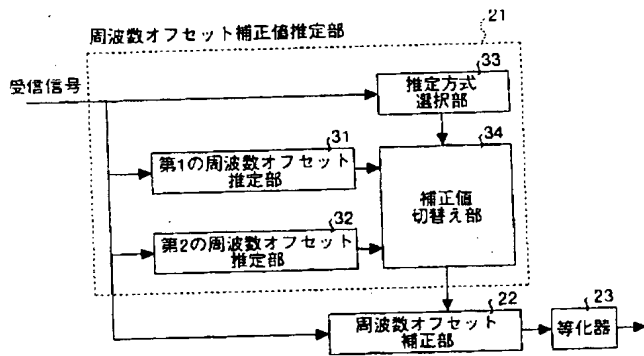 周波数オフセット補正値推定部
21
受信信号
33
推定方式
選択部
31
34
第1の周波数オフセット
推定部
補正値
切替え部
32
第2の周波数オフセット
推定部
22
23
周波数オフセット
補正部
等化器